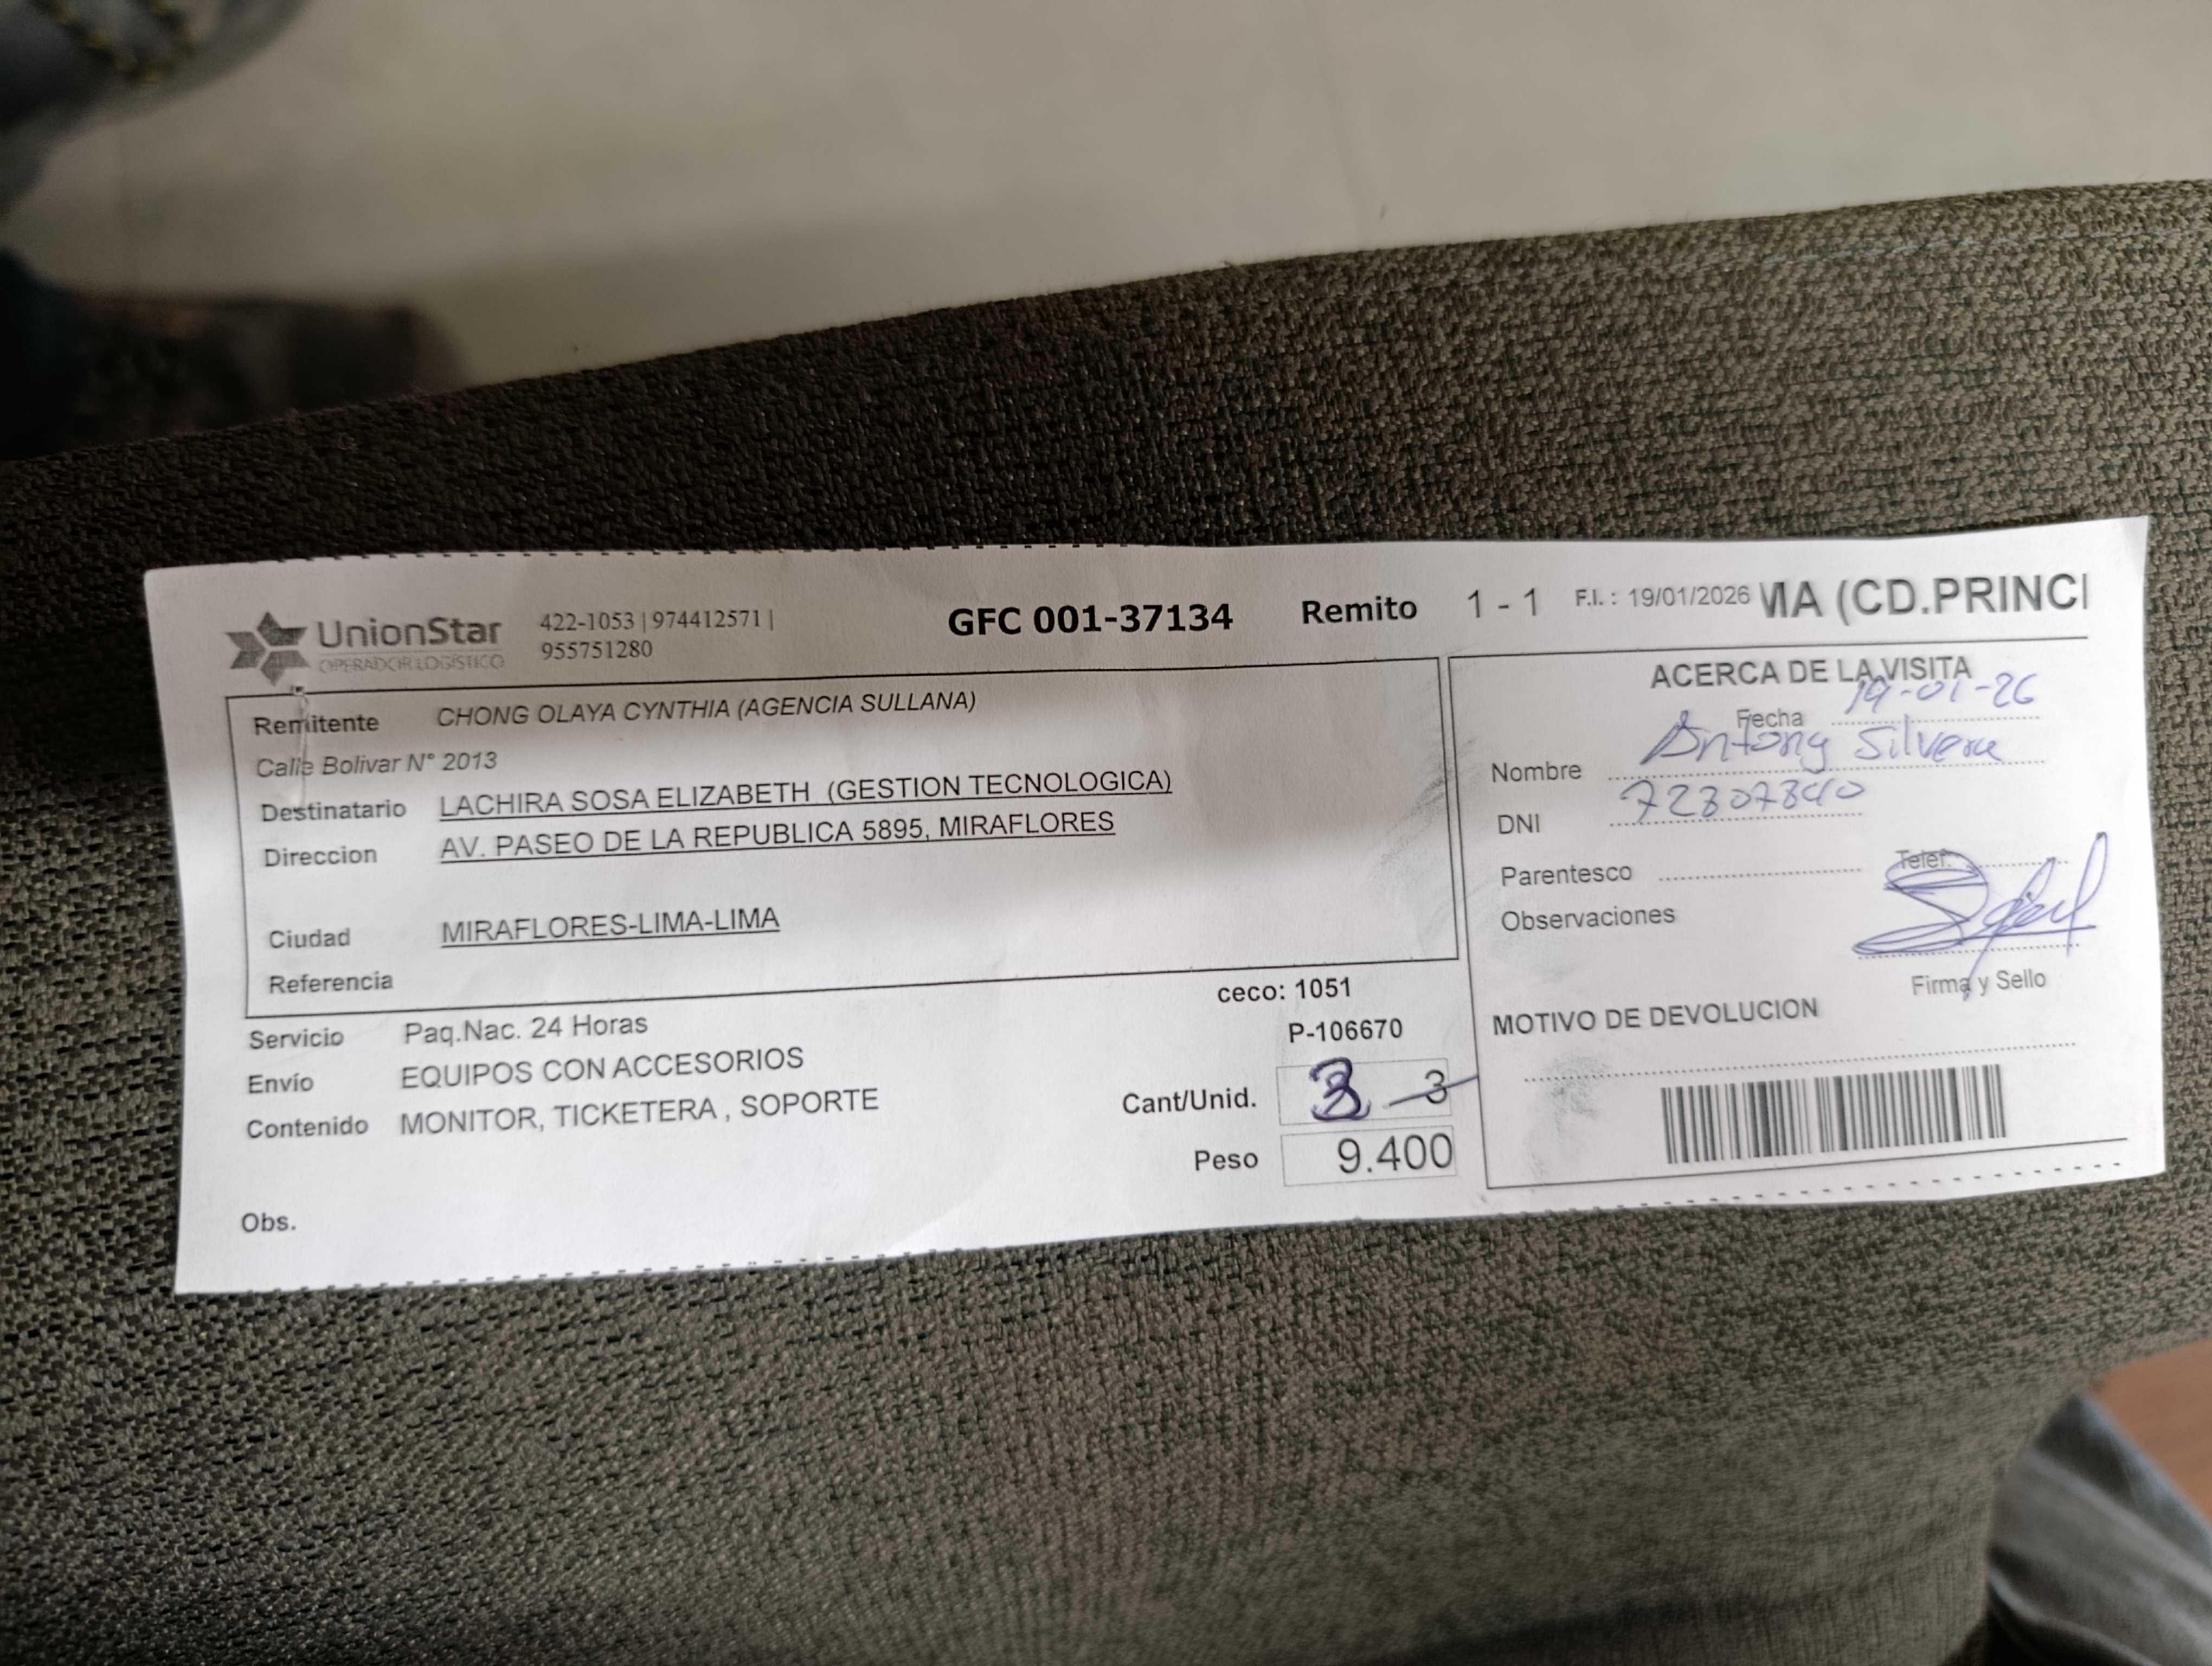 UnionStar
OPERADOR LOGÍSTICO
422-1053 | 974412571 |
955751280
GFC 001-37134 Remito 1 - 1 F.I. : 19/01/2026 MA (CD.PRINCI
Remitente CHONG OLAYA CYNTHIA (AGENCIA SULLANA)
Calle Bolivar N° 2013
Destinatario LACHIRA SOSA ELIZABETH (GESTION TECNOLOGICA)
Direccion AV. PASEO DE LA REPUBLICA 5895, MIRAFLORES
Ciudad MIRAFLORES-LIMA-LIMA
Referencia
ceco: 1051
Servicio Paq.Nac. 24 Horas
P-106670
Envío EQUIPOS CON ACCESORIOS
Contenido MONITOR, TICKETERA , SOPORTE
Cant/Unid. 3 3
Peso 9.400
Obs.
ACERCA DE LA VISITA
Fecha 19-01-26
Nombre Antony Silvera
DNI
Parentesco Telef.
Observaciones
Firma y Sello
MOTIVO DE DEVOLUCION